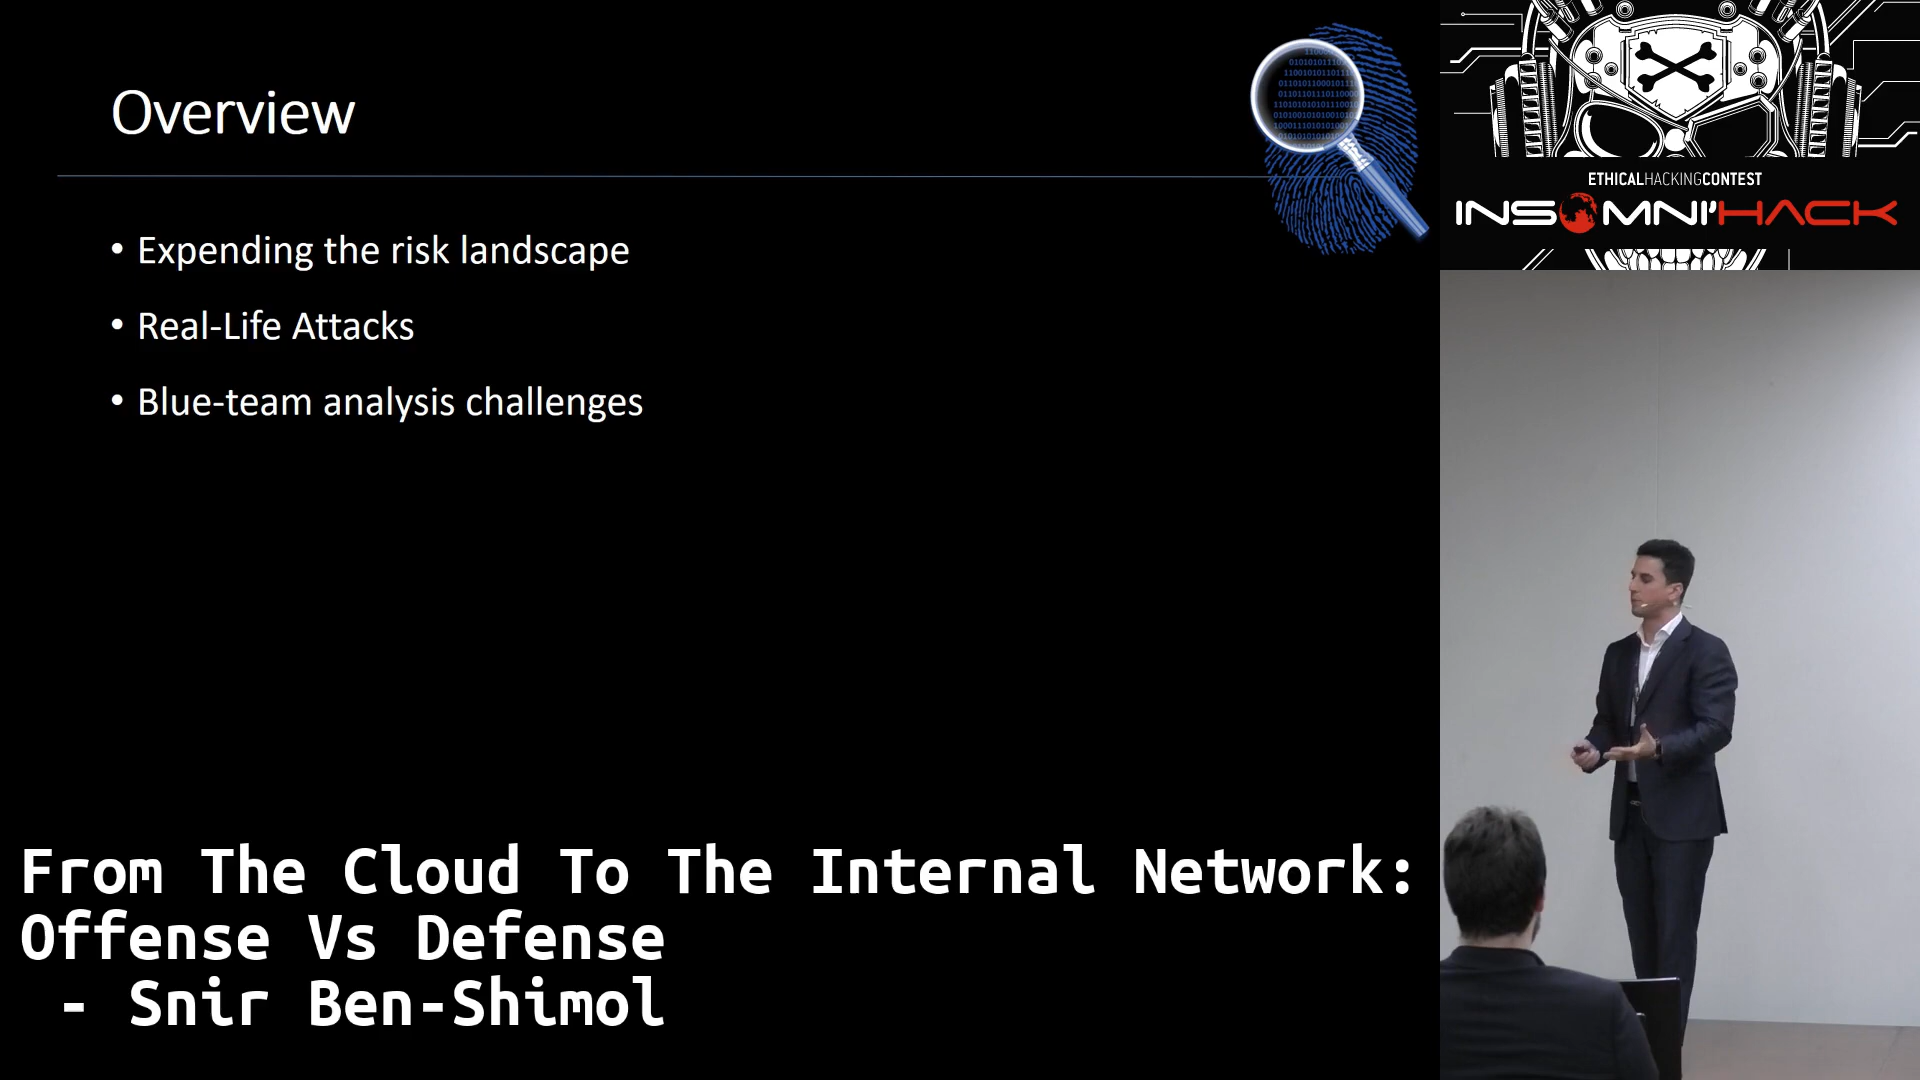 Overview
• Expending the risk landscape
• Real-Life Attacks
• Blue-team analysis challenges
ETHICALHACKINGCONTEST
INSOMNI'HACK
From The Cloud To The Internal Network:
Offense Vs Defense
- Snir Ben-Shimol